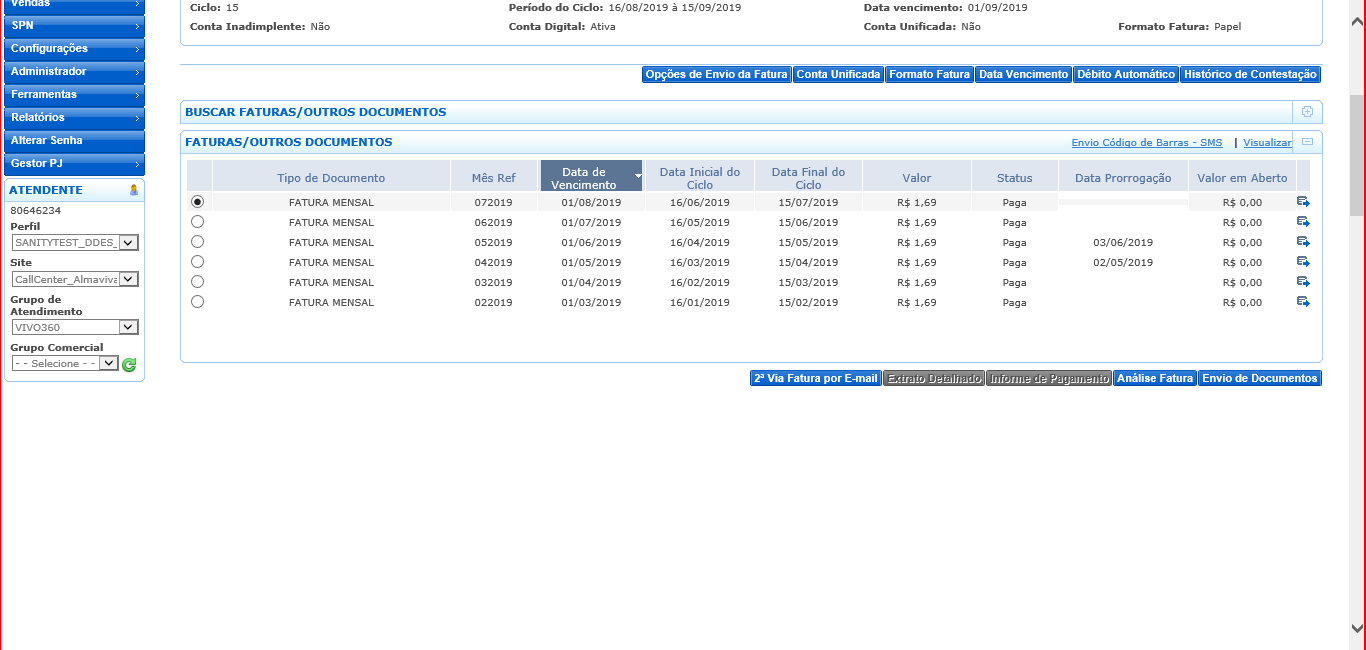 Vendas
SPN
Configurações
Administrador
Ferramentas
Relatórios
Alterar Senha
Gestor PJ
ATENDENTE
80646234
Perfil
SANITYTEST_DDES_
Site
CallCenter_Almaviva
Grupo de
Atendimento
VIVO360
Grupo Comercial
- - Selecione - -
Ciclo: 15 Período do Ciclo: 16/08/2019 à 15/09/2019 Data vencimento: 01/09/2019
Conta Inadimplente: Não Conta Digital: Ativa Conta Unificada: Não Formato Fatura: Papel
Opções de Envio da Fatura Conta Unificada Formato Fatura Data Vencimento Débito Automático Histórico de Contestação
BUSCAR FATURAS/OUTROS DOCUMENTOS
FATURAS/OUTROS DOCUMENTOS Envio Código de Barras - SMS | Visualizar
Tipo de Documento Mês Ref Data de Vencimento Data Inicial do Ciclo Data Final do Ciclo Valor Status Data Prorrogação Valor em Aberto
FATURA MENSAL 072019 01/08/2019 16/06/2019 15/07/2019 R$ 1,69 Paga R$ 0,00
FATURA MENSAL 062019 01/07/2019 16/05/2019 15/06/2019 R$ 1,69 Paga R$ 0,00
FATURA MENSAL 052019 01/06/2019 16/04/2019 15/05/2019 R$ 1,69 Paga 03/06/2019 R$ 0,00
FATURA MENSAL 042019 01/05/2019 16/03/2019 15/04/2019 R$ 1,69 Paga 02/05/2019 R$ 0,00
FATURA MENSAL 032019 01/04/2019 16/02/2019 15/03/2019 R$ 1,69 Paga R$ 0,00
FATURA MENSAL 022019 01/03/2019 16/01/2019 15/02/2019 R$ 1,69 Paga R$ 0,00
2ª Via Fatura por E-mail Extrato Detalhado Informe de Pagamento Análise Fatura Envio de Documentos